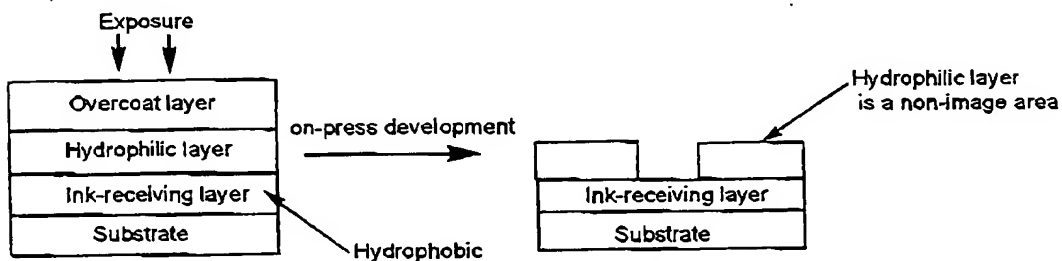 Exposure
Overcoat layer
Hydrophilic layer
Ink-receiving layer
Substrate
Hydrophobic
on-press development
Hydrophilic layer
is a non-image area
Ink-receiving layer
Substrate